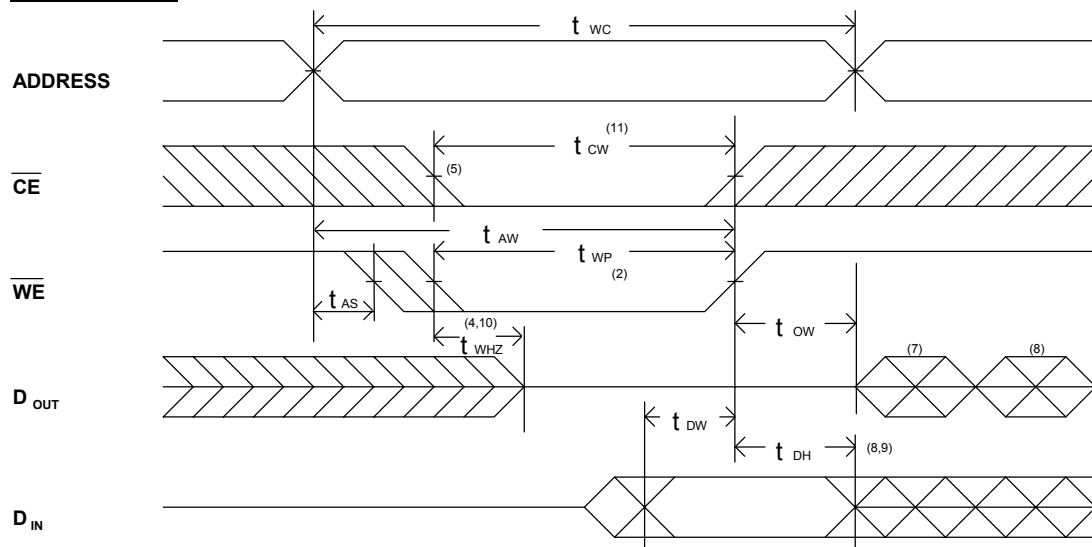 t WC
ADDRESS
(11)
t CW
(5)
CE
t AW
t WP
(2)
WE
t AS
(4,10)
t WHZ
t OW
(7)
(8)
D OUT
t DW
t DH
(8,9)
D IN